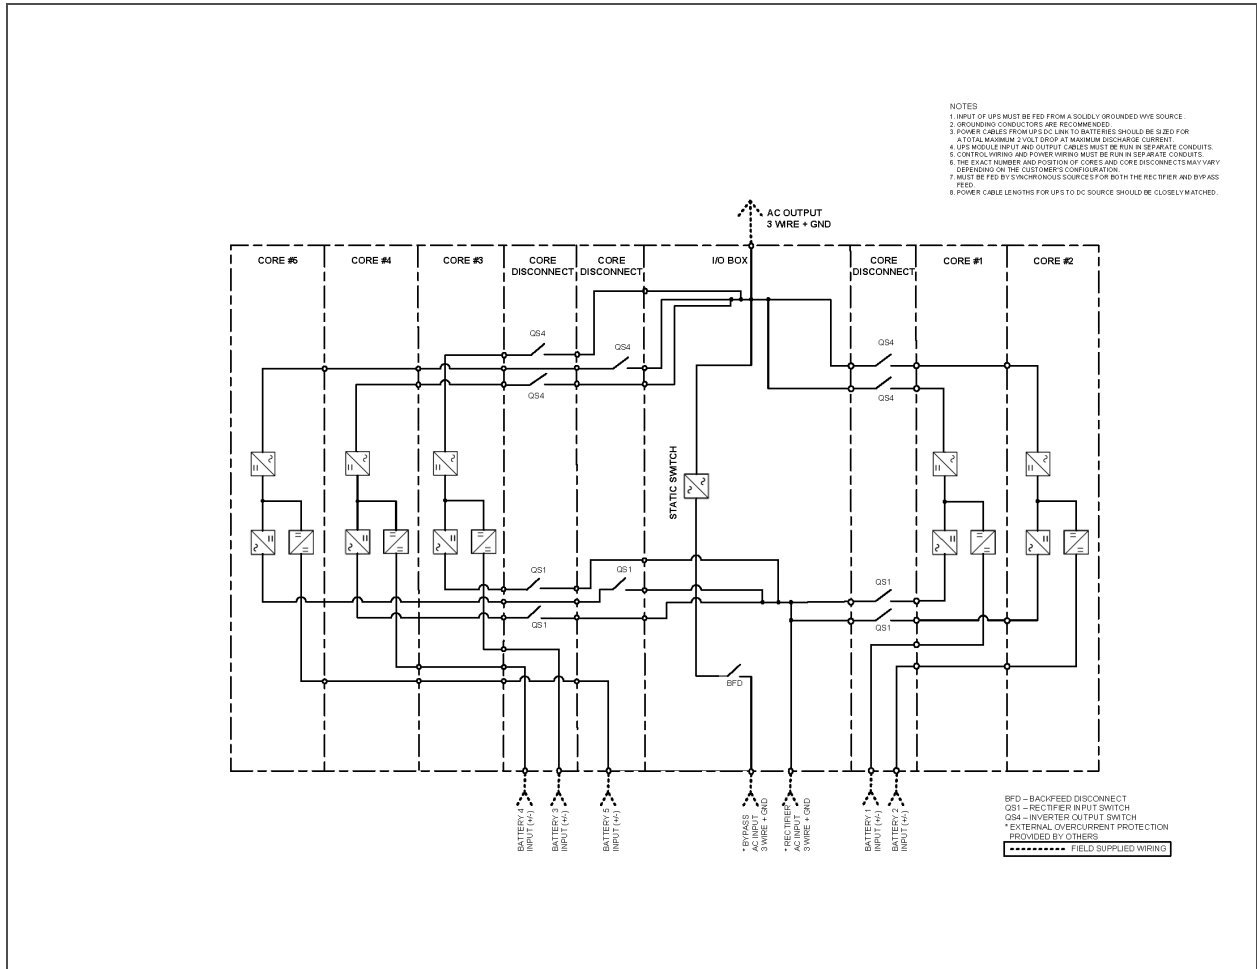 NOTES
1. INPUT OF UPS MUST BE FED FROM A SOLIDLY GROUNDED WYE SOURCE.
2. GROUNDING CONDUCTORS ARE RECOMMENDED.
3. POWER CABLES FROM UPS DC LINK TO BATTERIES SHOULD BE SIZED FOR
A TOTAL MAXIMUM 2 VOLT DROP AT MAXIMUM DISCHARGE CURRENT.
4. UPS MODULE INPUT AND OUTPUT CABLES MUST BE RUN IN SEPARATE CONDUITS.
5. CONTROL WIRING AND POWER WIRING MUST BE RUN IN SEPARATE CONDUITS.
6. THE EXACT NUMBER AND POSITION OF CORES AND CORE DISCONNECTS MAY VARY
DEPENDING ON THE CUSTOMER'S CONFIGURATION.
7. MUST BE FED BY SYNCHRONOUS SOURCES FOR BOTH THE RECTIFIER AND BYPASS
FEED.
8. POWER CABLE LENGTHS FOR UPS TO DC SOURCE SHOULD BE CLOSELY MATCHED.
AC OUTPUT
3 WIRE + GND
CORE #5
CORE #4
CORE #3
CORE
DISCONNECT
CORE
DISCONNECT
I/O BOX
CORE
DISCONNECT
CORE #1
CORE #2
QS4
QS4
QS4
QS4
QS4
STATIC SWITCH
QS1
QS1
QS1
QS1
QS1
BFD
BATTERY 4
INPUT (+/-)
BATTERY 3
INPUT (+/-)
BATTERY 5
INPUT (+/-)
* BYPASS
AC INPUT
3 WIRE + GND
* RECTIFIER
AC INPUT
3 WIRE + GND
BATTERY 1
INPUT (+/-)
BATTERY 2
INPUT (+/-)
BFD – BACKFEED DISCONNECT
QS1 – RECTIFIER INPUT SWITCH
QS4 – INVERTER OUTPUT SWITCH
* EXTERNAL OVERCURRENT PROTECTION
PROVIDED BY OTHERS
FIELD SUPPLIED WIRING